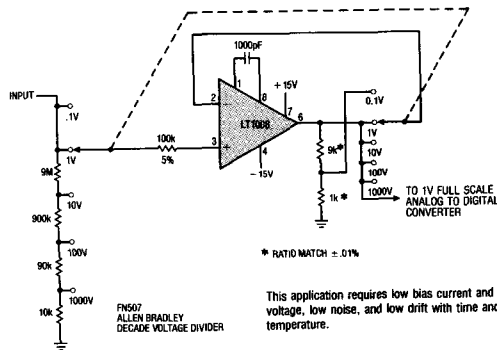 1000pF
INPUT
.1V
1V
9M
10V
900k
100V
90k
1000V
10k
100k
5%
2
3
1
8
+15V
7
6
LT1008
4
-15V
0.1V
1V
10V
100V
1000V
9k*
1k*
TO 1V FULL SCALE
ANALOG TO DIGITAL
CONVERTER
* RATIO MATCH ±.01%
FN507
ALLEN BRADLEY
DECADE VOLTAGE DIVIDER
This application requires low bias current and
voltage, low noise, and low drift with time and
temperature.